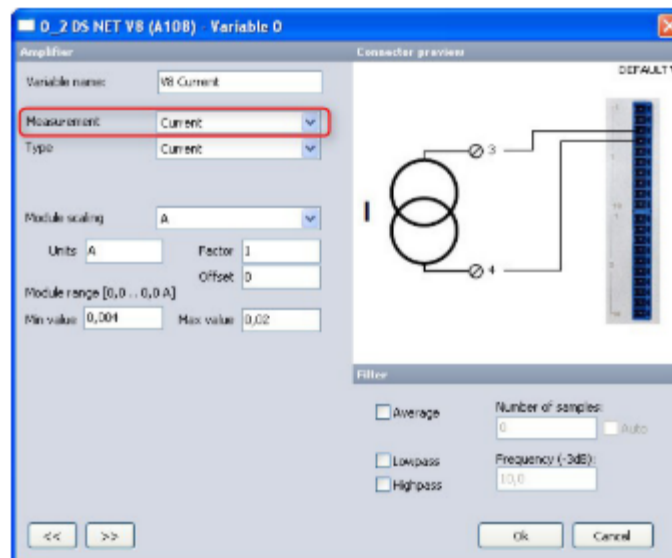 0_2 DS NET V8 (A108) - Variable 0
Amplifier
Connector preview
Variable name: V8 Current
DEFAULT
Measurement Current
Type Current
3
I
Module scaling A
Units A Factor 1
4
Offset 0
Module range [0,0 .. 0,0 A]
Min value 0,004 Max value 0,02
Filter
Average Number of samples:
0 Auto
Lowpass Frequency (-3dB):
Highpass 10,0
<< >> Ok Cancel